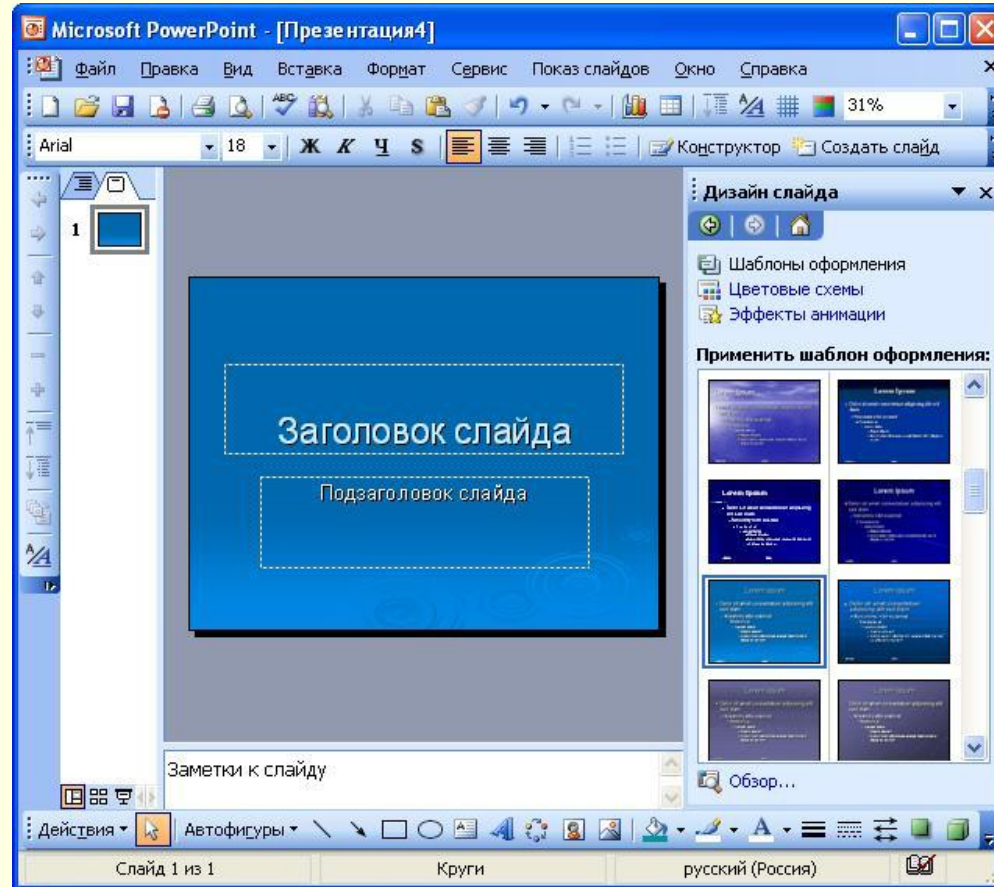 Microsoft PowerPoint - [Презентация4]
Файл Правка Вид Вставка Формат Сервис Показ слайдов Окно Справка
ABC 31%
Arial 18 Ж К Ч S Конструктор Создать слайд
Дизайн слайда
1
Шаблоны оформления
Цветовые схемы
Эффекты анимации
Применить шаблон оформления:
Заголовок слайда
Подзаголовок слайда
Lorem Ipsum
Lorem Ipsum
Lorem Ipsum
Заметки к слайду
Обзор...
Действия Автофигуры
Слайд 1 из 1 Круги русский (Россия)